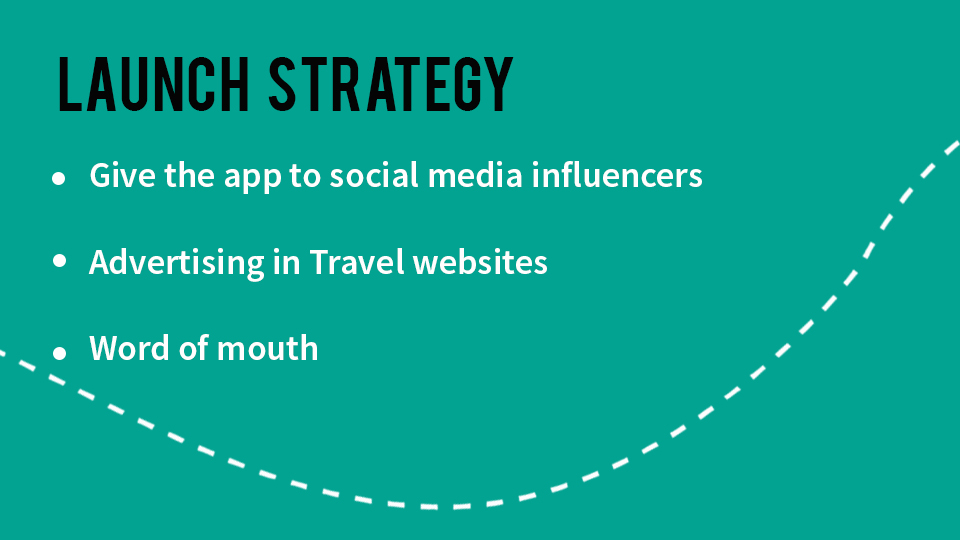 LAUNCH STRATEGY
• Give the app to social media influencers
• Advertising in Travel websites
• Word of mouth